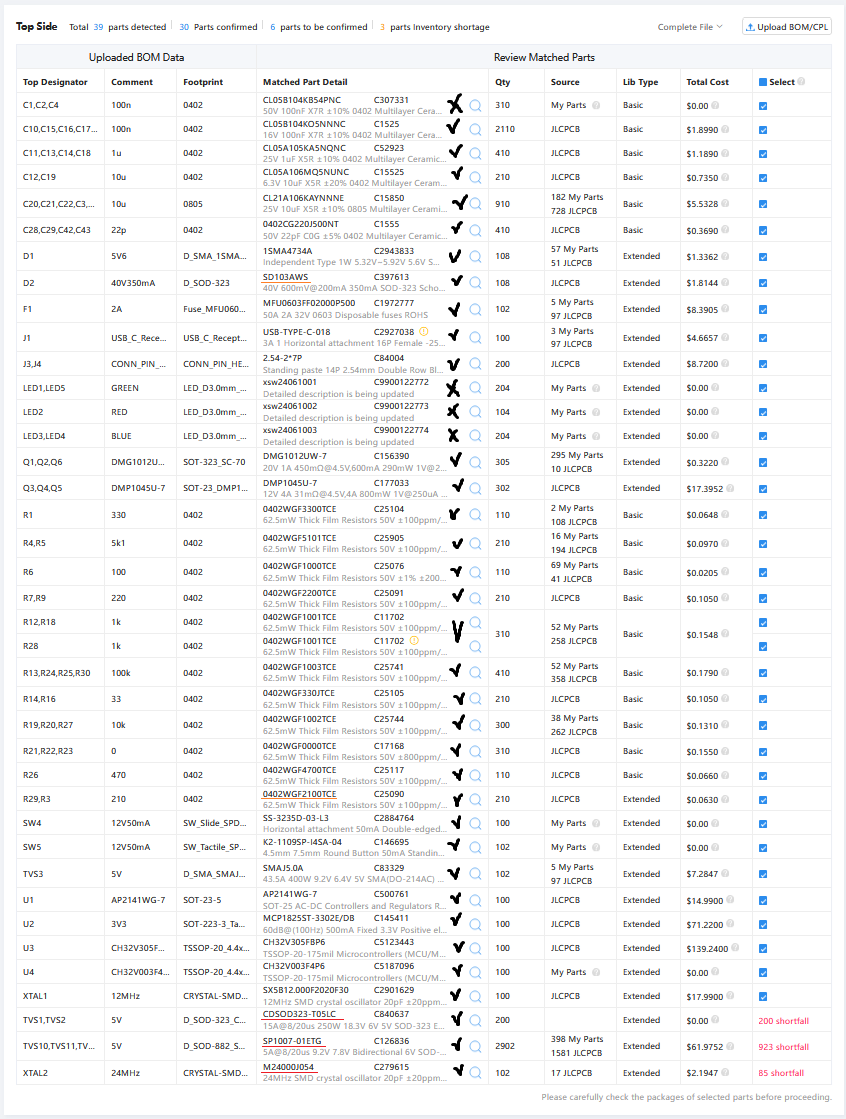 Top Side Total 39 parts detected 30 Parts confirmed 6 parts to be confirmed 3 parts Inventory shortage Complete File Upload BOM/CPL
Uploaded BOM Data Review Matched Parts
Top Designator Comment Footprint Matched Part Detail Qty Source Lib Type Total Cost Select
C1,C2,C4 100n 0402 CL05B104KB54PNC C307331 310 My Parts Basic $0.00
50V 100nF X7R ±10% 0402 Multilayer Cera...
C10,C15,C16,C17... 100n 0402 CL05B104KO5NNNC C1525 2110 JLCPCB Basic $1.8990
16V 100nF X7R ±10% 0402 Multilayer Cera...
C11,C13,C14,C18 1u 0402 CL05A105KA5NQNC C52923 410 JLCPCB Basic $1.1890
25V 1uF X5R ±10% 0402 Multilayer Ceramic...
C12,C19 10u 0402 CL05A106MQ5NUNC C15525 210 JLCPCB Basic $0.7350
6.3V 10uF X5R ±20% 0402 Multilayer Ceram...
C20,C21,C22,C3,... 10u 0805 CL21A106KAYNNNE C15850 910 182 My Parts Basic $5.5328
25V 10uF X5R ±10% 0805 Multilayer Cerami... 728 JLCPCB
C28,C29,C42,C43 22p 0402 0402CG220J500NT C1555 410 JLCPCB Basic $0.3690
50V 22pF C0G ±5% 0402 Multilayer Ceram...
D1 5V6 D_SMA_1SMA... 1SMA4734A C2943833 108 57 My Parts Extended $1.3362
Independent Type 1W 5.32V~5.92V 5.6V S... 51 JLCPCB
D2 40V350mA D_SOD-323 SD103AWS C397613 108 JLCPCB Extended $1.8144
40V 600mV@200mA 350mA SOD-323 Scho...
F1 2A Fuse_MFU060... MFU0603FF02000P500 C1972777 102 5 My Parts Extended $8.3905
50A 2A 32V 0603 Disposable fuses ROHS 97 JLCPCB
J1 USB_C_Rece... USB_C_Recept... USB-TYPE-C-018 C2927038 100 3 My Parts Extended $4.6657
3A 1 Horizontal attachment 16P Female -25... 97 JLCPCB
J3,J4 CONN_PIN_... CONN_PIN_HE... 2.54-2*7P C84004 200 JLCPCB Extended $8.7200
Standing paste 14P 2.54mm Double Row Bl...
LED1,LED5 GREEN LED_D3.0mm_... xsw24061001 C9900122772 204 My Parts Extended $0.00
Detailed description is being updated
LED2 RED LED_D3.0mm_... xsw24061002 C9900122773 104 My Parts Extended $0.00
Detailed description is being updated
LED3,LED4 BLUE LED_D3.0mm_... xsw24061003 C9900122774 204 My Parts Extended $0.00
Detailed description is being updated
Q1,Q2,Q6 DMG1012U... SOT-323_SC-70 DMG1012UW-7 C156390 305 295 My Parts Extended $0.3220
20V 1A 450mΩ@4.5V,600mA 290mW 1V@2... 10 JLCPCB
Q3,Q4,Q5 DMP1045U-7 SOT-23_DMP1... DMP1045U-7 C177033 302 JLCPCB Extended $17.3952
12V 4A 31mΩ@4.5V,4A 800mW 1V@250uA ...
R1 330 0402 0402WGF3300TCE C25104 110 2 My Parts Basic $0.0648
62.5mW Thick Film Resistors 50V ±100ppm/... 108 JLCPCB
R4,R5 5k1 0402 0402WGF5101TCE C25905 210 16 My Parts Basic $0.0970
62.5mW Thick Film Resistors 50V ±100ppm/... 194 JLCPCB
R6 100 0402 0402WGF1000TCE C25076 110 69 My Parts Basic $0.0205
62.5mW Thick Film Resistors 50V ±1% ±200... 41 JLCPCB
R7,R9 220 0402 0402WGF2200TCE C25091 210 JLCPCB Basic $0.1050
62.5mW Thick Film Resistors 50V ±100ppm/...
R12,R18 1k 0402 0402WGF1001TCE C11702 310 52 My Parts Basic $0.1548
62.5mW Thick Film Resistors 50V ±100ppm/... 258 JLCPCB
R28 1k 0402 0402WGF1001TCE C11702
62.5mW Thick Film Resistors 50V ±100ppm/...
R13,R24,R25,R30 100k 0402 0402WGF1003TCE C25741 410 52 My Parts Basic $0.1790
62.5mW Thick Film Resistors 50V ±100ppm/... 358 JLCPCB
R14,R16 33 0402 0402WGF330JTCE C25105 210 JLCPCB Basic $0.1050
62.5mW Thick Film Resistors 50V ±100ppm/...
R19,R20,R27 10k 0402 0402WGF1002TCE C25744 300 38 My Parts Basic $0.1310
62.5mW Thick Film Resistors 50V ±100ppm/... 262 JLCPCB
R21,R22,R23 0 0402 0402WGF0000TCE C17168 310 JLCPCB Basic $0.1550
62.5mW Thick Film Resistors 50V ±800ppm/...
R26 470 0402 0402WGF4700TCE C25117 110 JLCPCB Basic $0.0660
62.5mW Thick Film Resistors 50V ±100ppm/...
R29,R3 210 0402 0402WGF2100TCE C25090 210 JLCPCB Extended $0.0630
62.5mW Thick Film Resistors 50V ±100ppm/...
SW4 12V50mA SW_Slide_SPD... SS-3235D-03-L3 C2884764 100 My Parts Extended $0.00
Horizontal attachment 50mA Double-edged...
SW5 12V50mA SW_Tactile_SP... K2-1109SP-I4SA-04 C146695 102 My Parts Extended $0.00
4.5mm 7.5mm Round Button 50mA Standin...
TVS3 5V D_SMA_SMAJ... SMAJ5.0A C83329 102 5 My Parts Extended $7.2847
43.5A 400W 9.2V 6.4V 5V SMA(DO-214AC) ... 97 JLCPCB
U1 AP2141WG-7 SOT-23-5 AP2141WG-7 C500761 100 JLCPCB Extended $14.9900
SOT-25 AC-DC Controllers and Regulators R...
U2 3V3 SOT-223-3_Ta... MCP1825ST-3302E/DB C145411 100 JLCPCB Extended $71.2200
60dB@(100Hz) 500mA Fixed 3.3V Positive el...
U3 CH32V305F... TSSOP-20_4.4x... CH32V305FBP6 C5123443 100 JLCPCB Extended $139.2400
TSSOP-20-175mil Microcontrollers (MCU/M...
U4 CH32V003F4... TSSOP-20_4.4x... CH32V003F4P6 C5187096 100 My Parts Extended $0.00
TSSOP-20-175mil Microcontrollers (MCU/M...
XTAL1 12MHz CRYSTAL-SMD... SX5B12.000F2020F30 C2901629 100 JLCPCB Extended $17.9900
12MHz SMD crystal oscillator 20pF ±20ppm...
TVS1,TVS2 5V D_SOD-323_C... CDSOD323-T05LC C840637 200 Extended $0.00 200 shortfall
15A@8/20us 250W 18.3V 6V 5V SOD-323 E...
TVS10,TVS11,TV... 5V D_SOD-882_S... SP1007-01ETG C126836 2902 398 My Parts Extended $61.9752 923 shortfall
5A@8/20us 9.2V 7.8V Bidirectional 6V SOD-... 1581 JLCPCB
XTAL2 24MHz CRYSTAL-SMD... M24000J054 C279615 102 17 JLCPCB Extended $2.1947 85 shortfall
24MHz SMD crystal oscillator 20pF ±20ppm...
Please carefully check the packages of selected parts before proceeding.